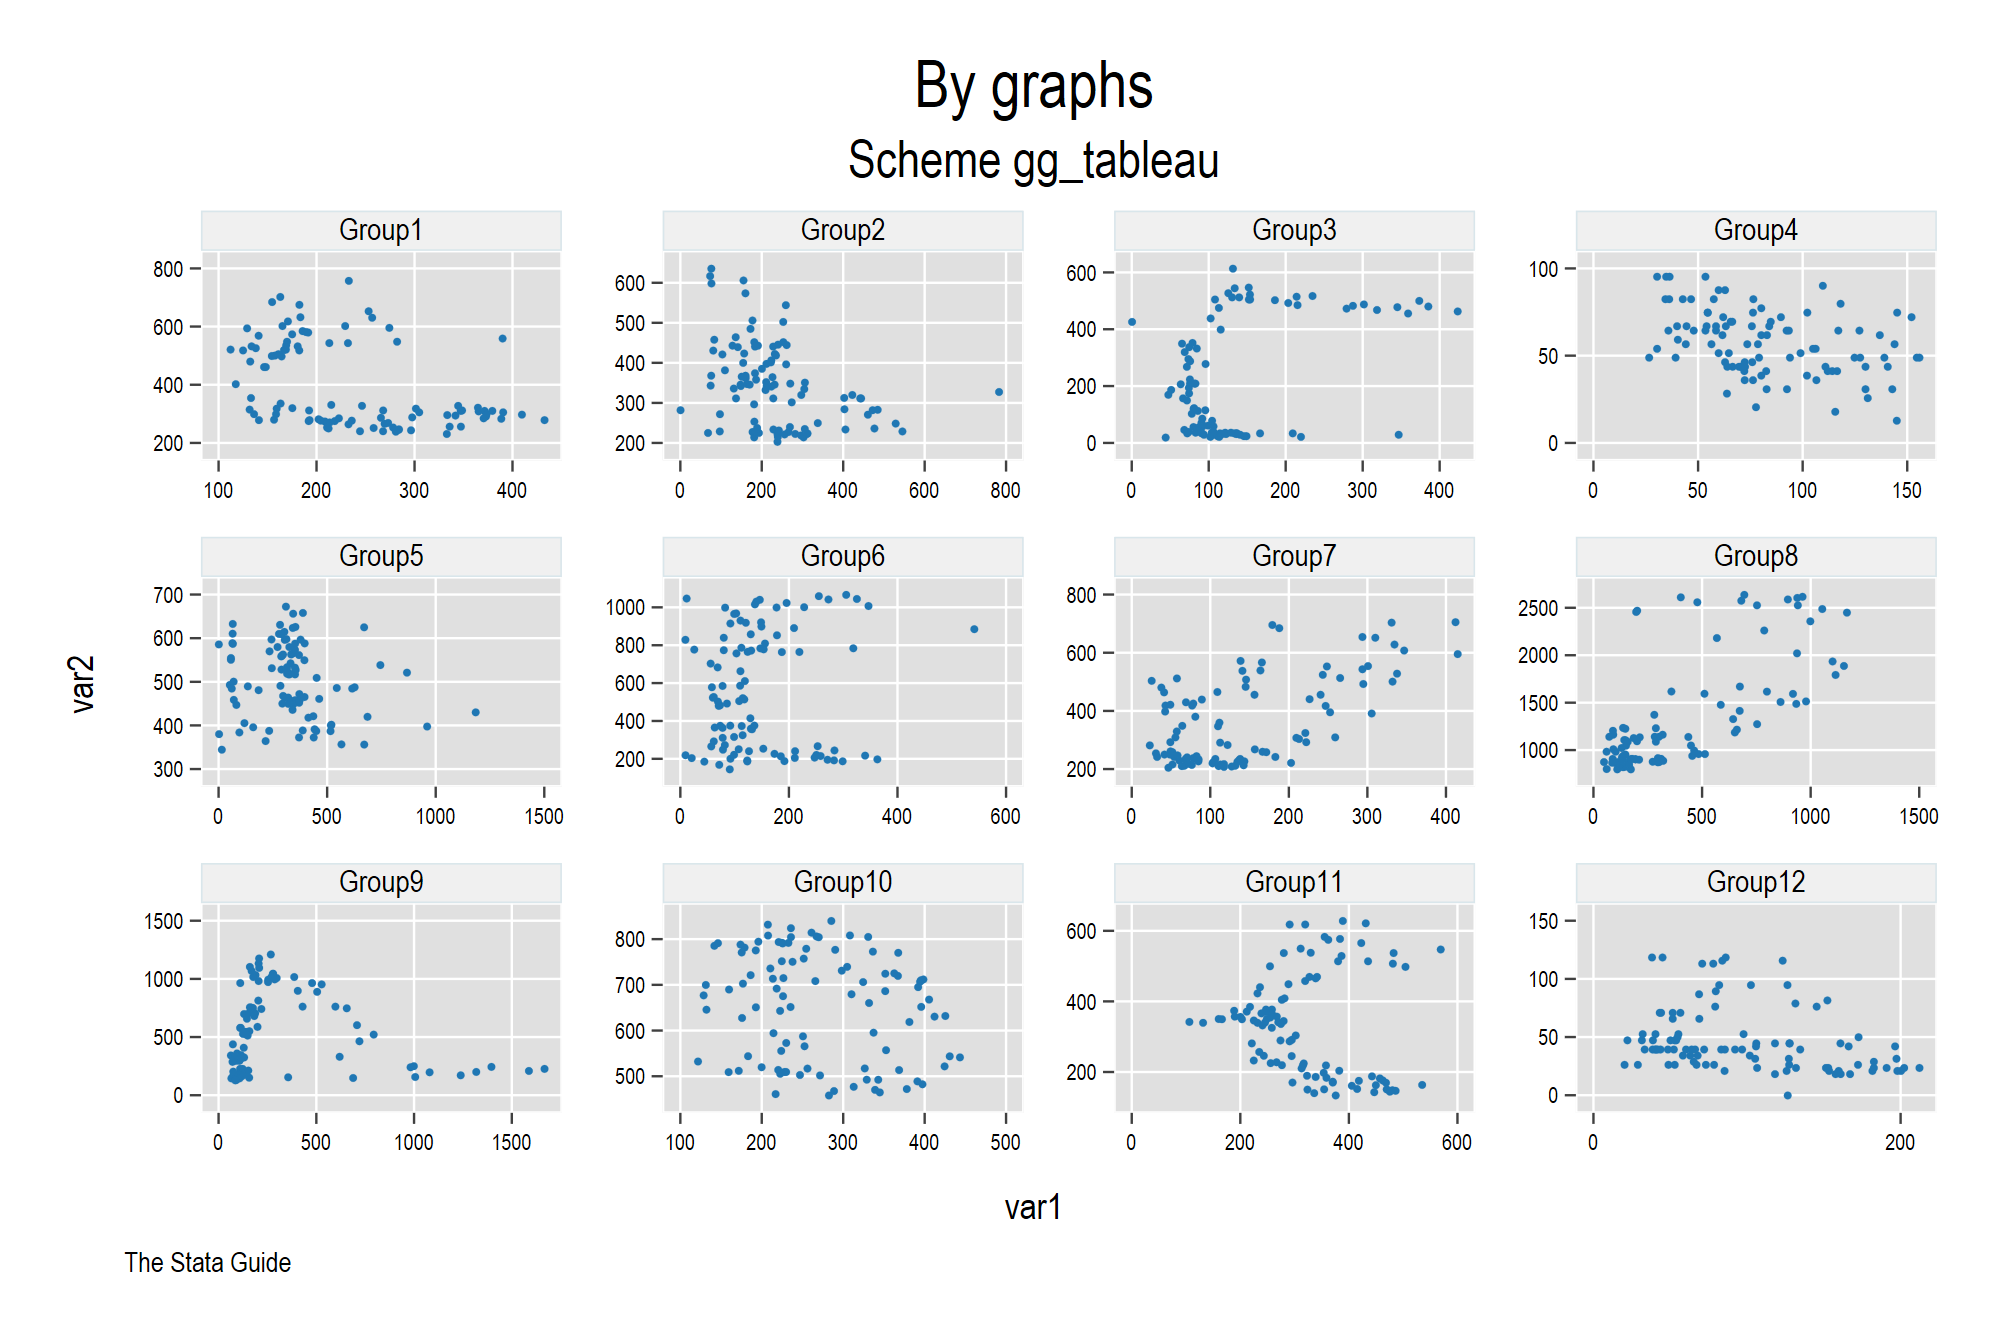 By graphs
Scheme gg_tableau
Group1 Group2 Group3 Group4
800
600
400
200
100 200 300 400
600
500
400
300
200
0 200 400 600 800
600
400
200
0
0 100 200 300 400
100
50
0
0 50 100 150
var2
Group5 Group6 Group7 Group8
700
600
500
400
300
0 500 1000 1500
1000
800
600
400
200
0 200 400 600
800
600
400
200
0 100 200 300 400
2500
2000
1500
1000
0 500 1000 1500
Group9 Group10 Group11 Group12
1500
1000
500
0
0 500 1000 1500
800
700
600
500
100 200 300 400 500
600
400
200
0 200 400 600
150
100
50
0
0 200
var1
The Stata Guide